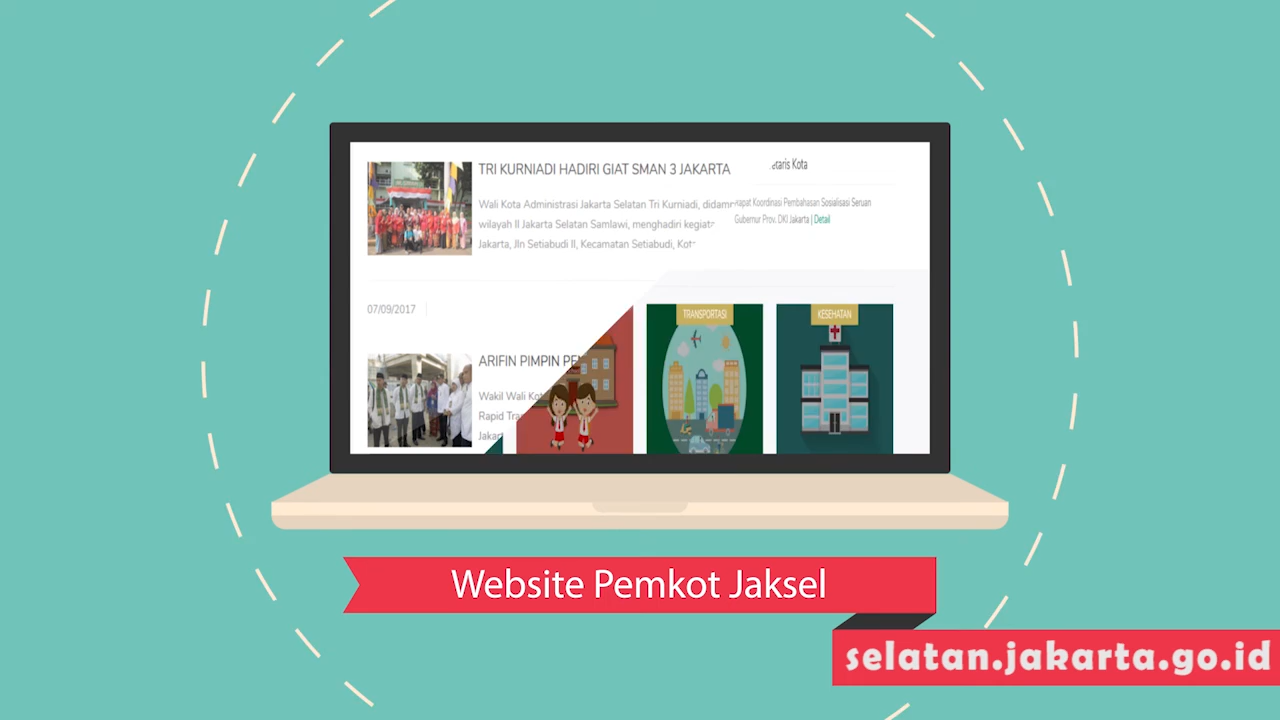 TRI KURNIADI HADIRI GIAT SMAN 3 JAKARTA
Wali Kota Administrasi Jakarta Selatan Tri Kurniadi, didam
wilayah II Jakarta Selatan Samlawi, menghadiri kegiat
Jakarta, Jln Setiabudi II, Kecamatan Setiabudi, Kot
etaris Kota
Rapat Koordinasi Pembahasan Sosialisasi Seruan
Gubernur Prov. DKI Jakarta | Detail
07/09/2017
ARIFIN PIMPIN PE
Wakil Wali Kot
Rapid Tra
Jakar
TRANSPORTASI
KESEHATAN
Website Pemkot Jaksel
selatan.jakarta.go.id